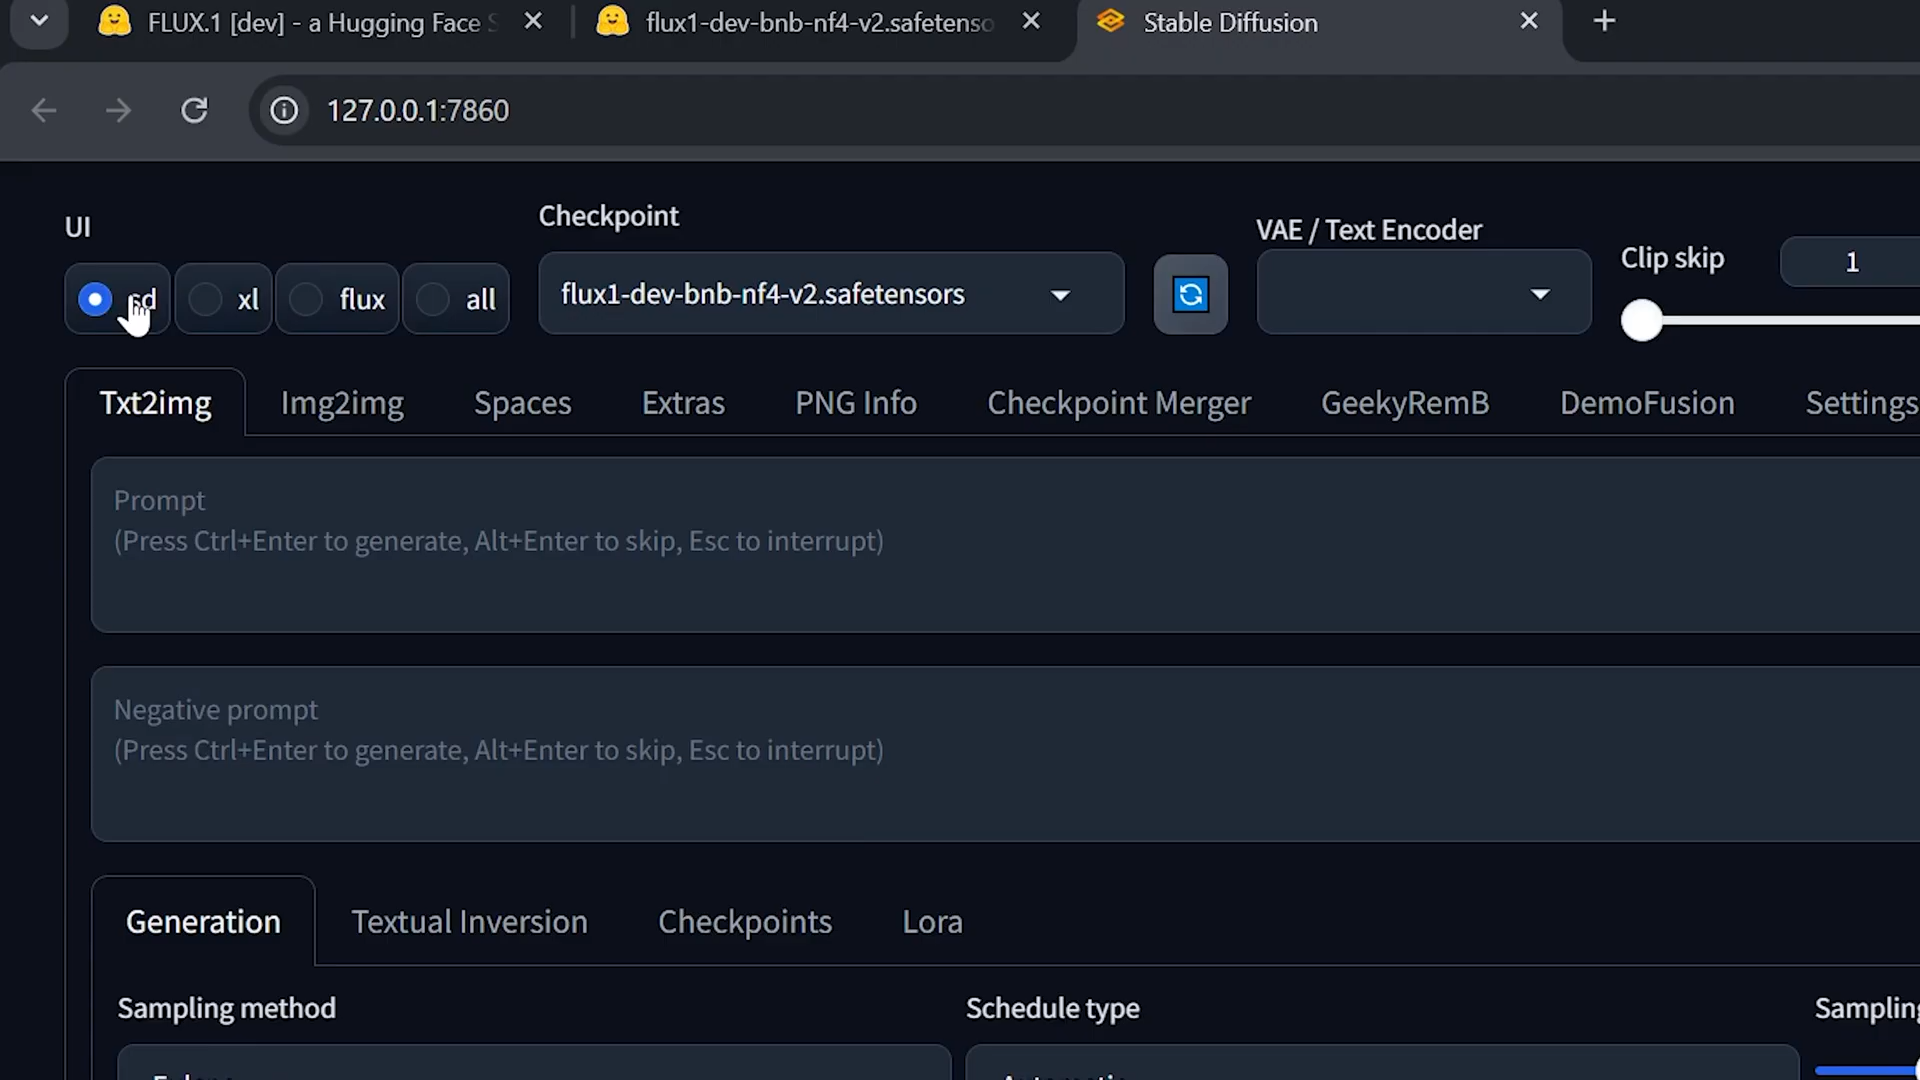 FLUX.1 [dev] - a Hugging Face S
flux1-dev-bnb-nf4-v2.safetenso
Stable Diffusion
127.0.0.1:7860
UI
Checkpoint
VAE / Text Encoder
Clip skip
1
sd
xl
flux
all
flux1-dev-bnb-nf4-v2.safetensors
Txt2img
Img2img
Spaces
Extras
PNG Info
Checkpoint Merger
GeekyRemB
DemoFusion
Settings
Prompt
(Press Ctrl+Enter to generate, Alt+Enter to skip, Esc to interrupt)
Negative prompt
(Press Ctrl+Enter to generate, Alt+Enter to skip, Esc to interrupt)
Generation
Textual Inversion
Checkpoints
Lora
Sampling method
Schedule type
Sampling